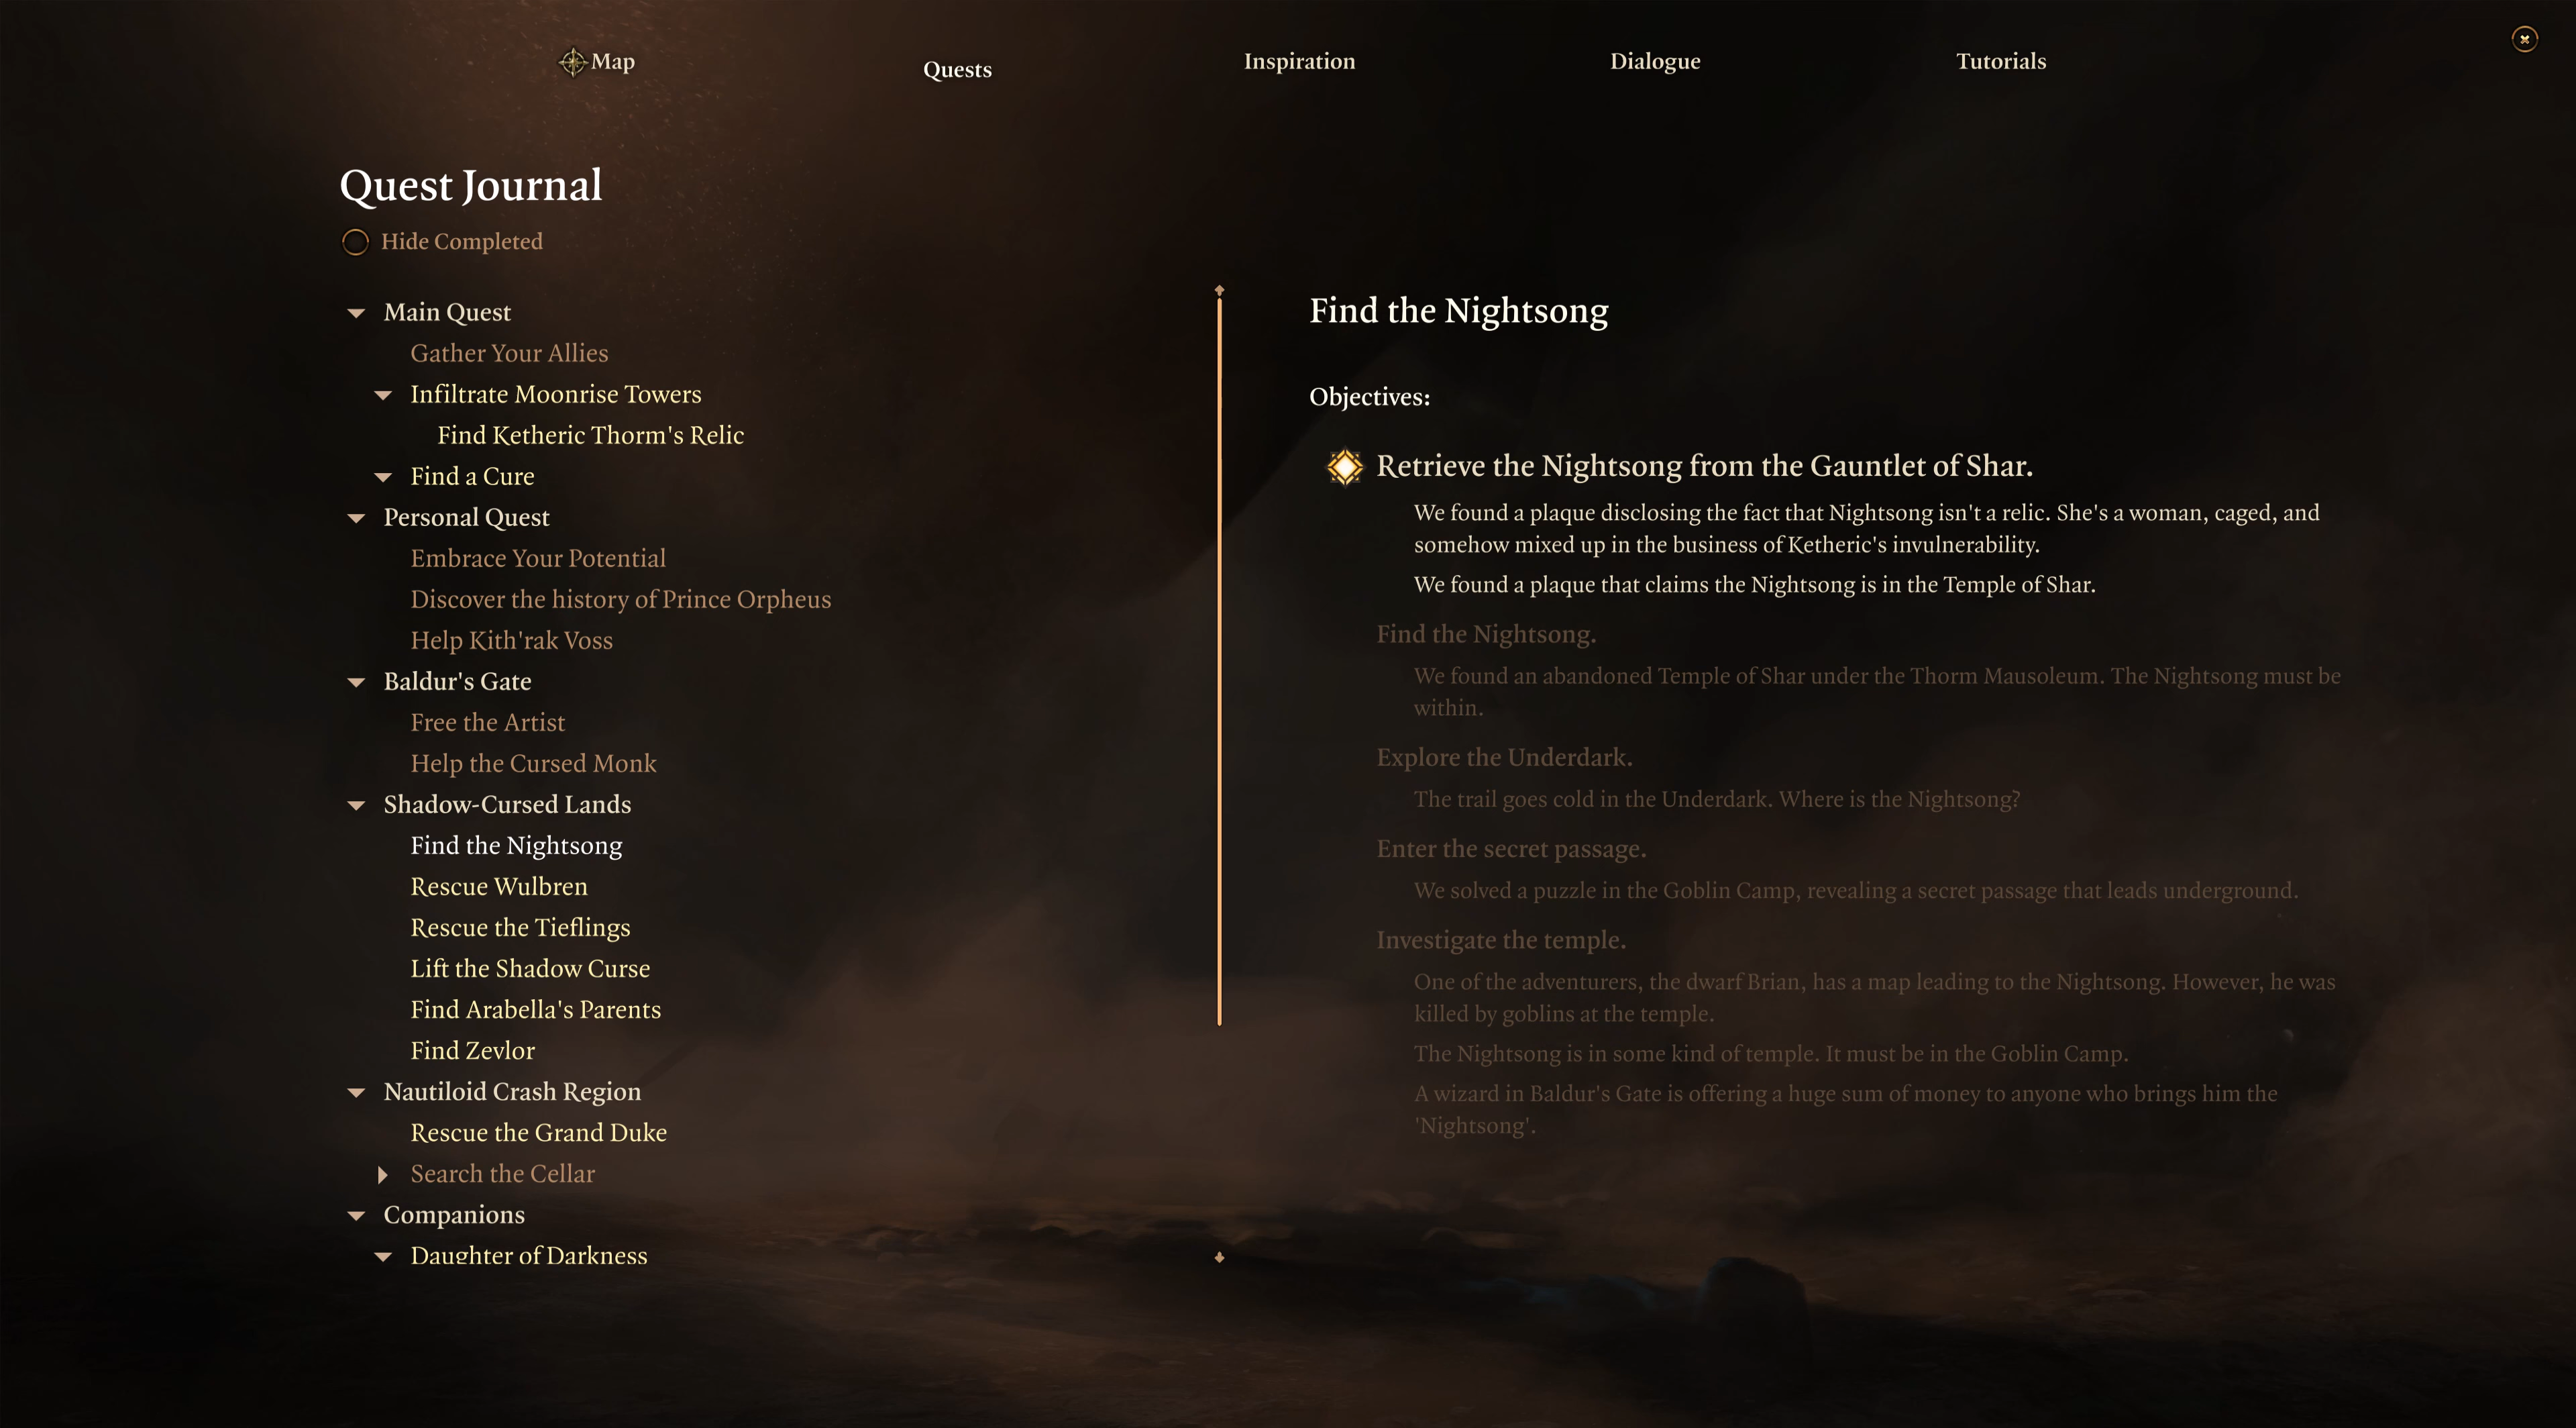 Map
Quests
Inspiration
Dialogue
Tutorials
Quest Journal
Hide Completed
Main Quest
Gather Your Allies
Infiltrate Moonrise Towers
Find Ketheric Thorm's Relic
Find a Cure
Personal Quest
Embrace Your Potential
Discover the history of Prince Orpheus
Help Kith'rak Voss
Baldur's Gate
Free the Artist
Help the Cursed Monk
Shadow-Cursed Lands
Find the Nightsong
Rescue Wulbren
Rescue the Tieflings
Lift the Shadow Curse
Find Arabella's Parents
Find Zevlor
Nautiloid Crash Region
Rescue the Grand Duke
Search the Cellar
Companions
Daughter of Darkness
Find the Nightsong
Objectives:
Retrieve the Nightsong from the Gauntlet of Shar.
We found a plaque disclosing the fact that Nightsong isn't a relic. She's a woman, caged, and
somehow mixed up in the business of Ketheric's invulnerability.
We found a plaque that claims the Nightsong is in the Temple of Shar.
Find the Nightsong.
We found an abandoned Temple of Shar under the Thorm Mausoleum. The Nightsong must be
within.
Explore the Underdark.
The trail goes cold in the Underdark. Where is the Nightsong?
Enter the secret passage.
We solved a puzzle in the Goblin Camp, revealing a secret passage that leads underground.
Investigate the temple.
One of the adventurers, the dwarf Brian, has a map leading to the Nightsong. However, he was
killed by goblins at the temple.
The Nightsong is in some kind of temple. It must be in the Goblin Camp.
A wizard in Baldur's Gate is offering a huge sum of money to anyone who brings him the
'Nightsong'.